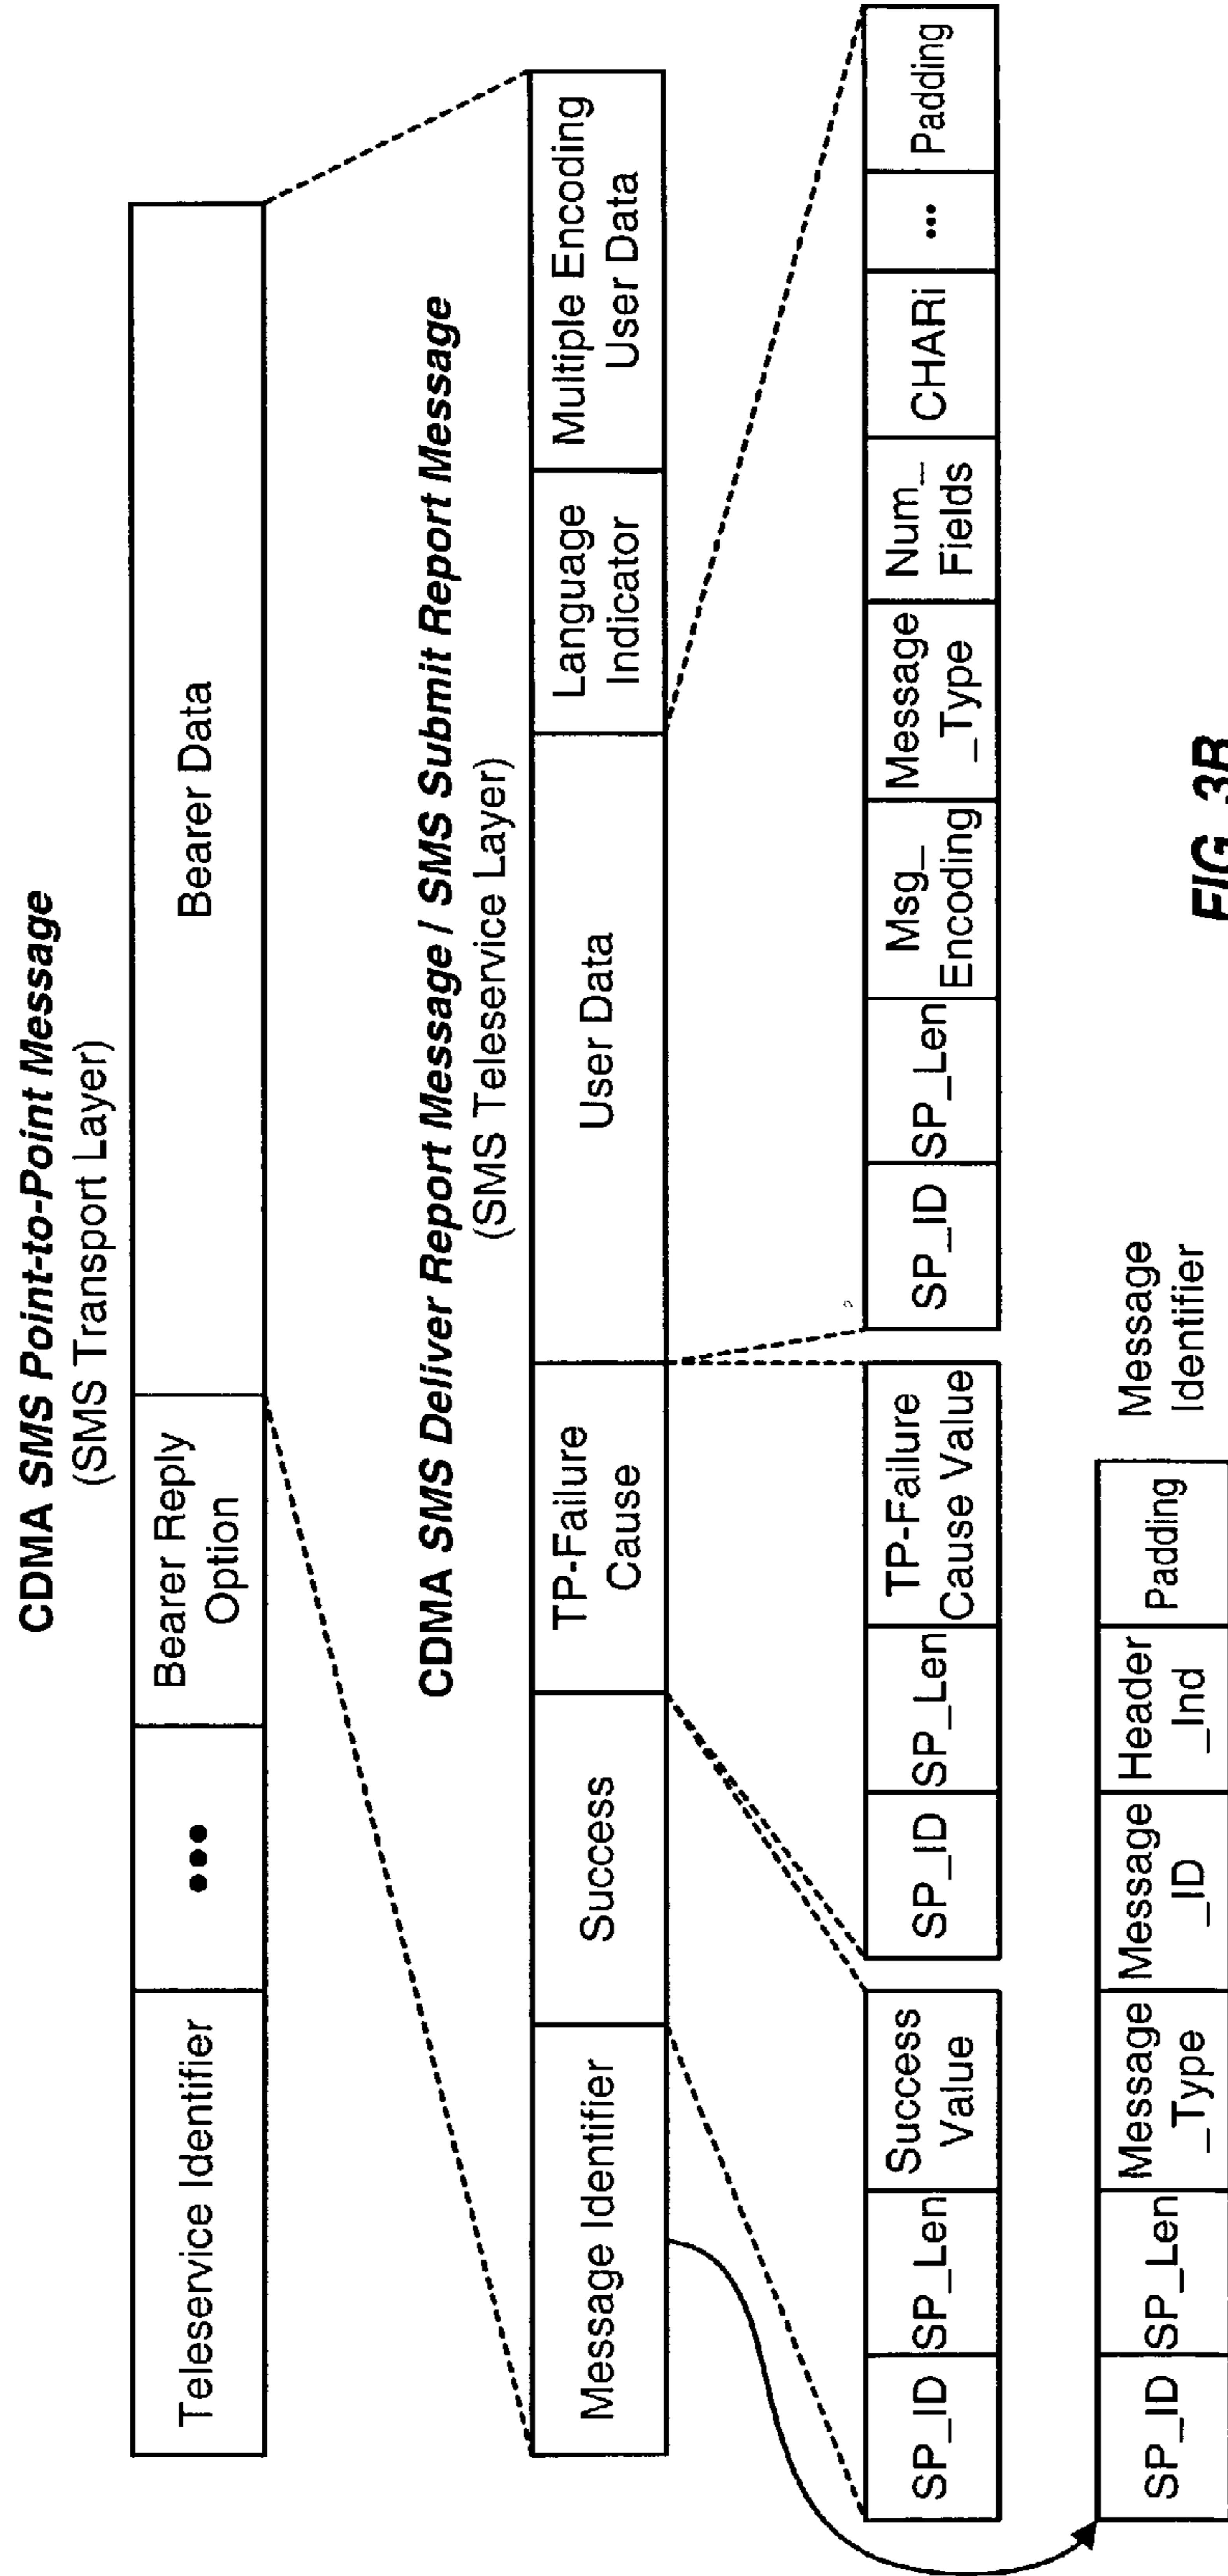 CDMA SMS Point-to-Point Message
(SMS Transport Layer)
Teleservice Identifier
•••
Bearer Reply
Option
Bearer Data
CDMA SMS Deliver Report Message / SMS Submit Report Message
(SMS Teleservice Layer)
Message Identifier
Success
TP-Failure
Cause
User Data
Language
Indicator
Multiple Encoding
User Data
SP_ID
SP_Len
Success
Value
SP_ID
SP_Len
TP-Failure
Cause Value
SP_ID
SP_Len
Msg_
Encoding
Message
_Type
Num_
Fields
CHARi
•••
Padding
SP_ID
SP_Len
Message
_Type
Message
_ID
Header
_Ind
Padding
Message
Identifier
FIG. 3B